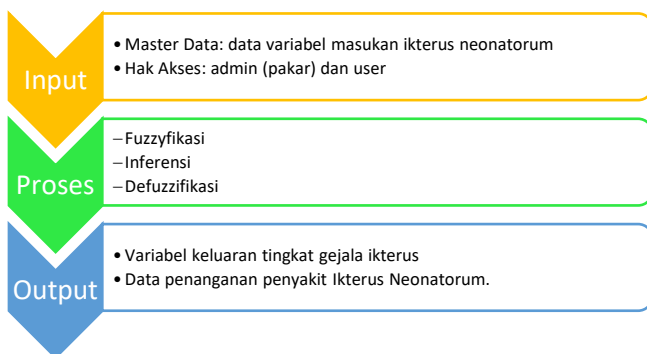 Input
• Master Data: data variabel masukan ikterus neonatorum
• Hak Akses: admin (pakar) dan user
Proses
–Fuzzyfikasi
–Inferensi
–Defuzzifikasi
Output
• Variabel keluaran tingkat gejala ikterus
• Data penanganan penyakit Ikterus Neonatorum.